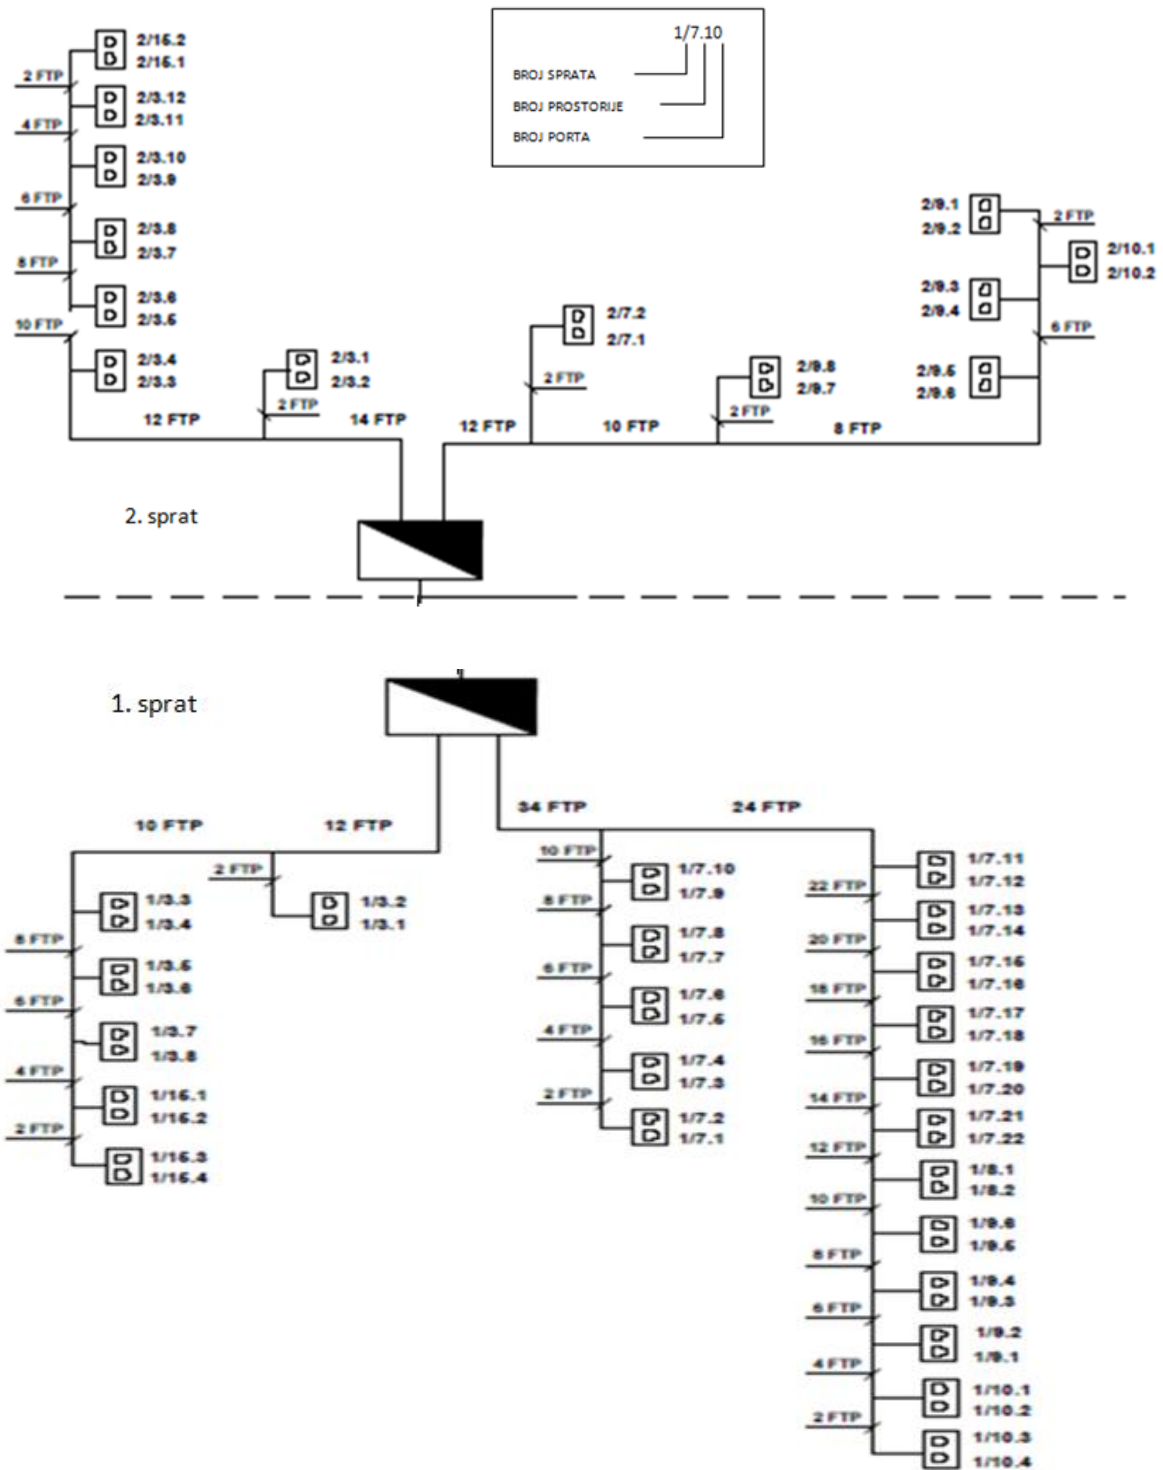 1/7.10
BROJ SPRATA
BROJ PROSTORIJE
BROJ PORTA
2/15.2
2/15.1
2 FTP
2/3.12
2/3.11
4 FTP
2/3.10
2/3.9
6 FTP
2/3.8
2/3.7
8 FTP
2/3.6
2/3.5
10 FTP
2/3.4
2/3.3
2/3.1
2/3.2
2 FTP
12 FTP
14 FTP
2/7.2
2/7.1
2 FTP
12 FTP
10 FTP
2/9.8
2/9.7
2 FTP
8 FTP
2/9.1
2/9.2
2 FTP
2/10.1
2/10.2
2/9.3
2/9.4
6 FTP
2/9.5
2/9.6
2. sprat
1. sprat
10 FTP
12 FTP
2 FTP
1/3.2
1/3.1
1/3.3
1/3.4
8 FTP
1/3.5
1/3.6
6 FTP
1/3.7
1/3.8
4 FTP
1/15.1
1/15.2
2 FTP
1/15.3
1/15.4
34 FTP
24 FTP
10 FTP
1/7.10
1/7.9
8 FTP
1/7.8
1/7.7
6 FTP
1/7.6
1/7.5
4 FTP
1/7.4
1/7.3
2 FTP
1/7.2
1/7.1
1/7.11
1/7.12
22 FTP
1/7.13
1/7.14
20 FTP
1/7.15
1/7.16
18 FTP
1/7.17
1/7.18
16 FTP
1/7.19
1/7.20
14 FTP
1/7.21
1/7.22
12 FTP
1/8.1
1/8.2
10 FTP
1/9.6
1/9.5
8 FTP
1/9.4
1/9.3
6 FTP
1/9.2
1/9.1
4 FTP
1/10.1
1/10.2
2 FTP
1/10.3
1/10.4